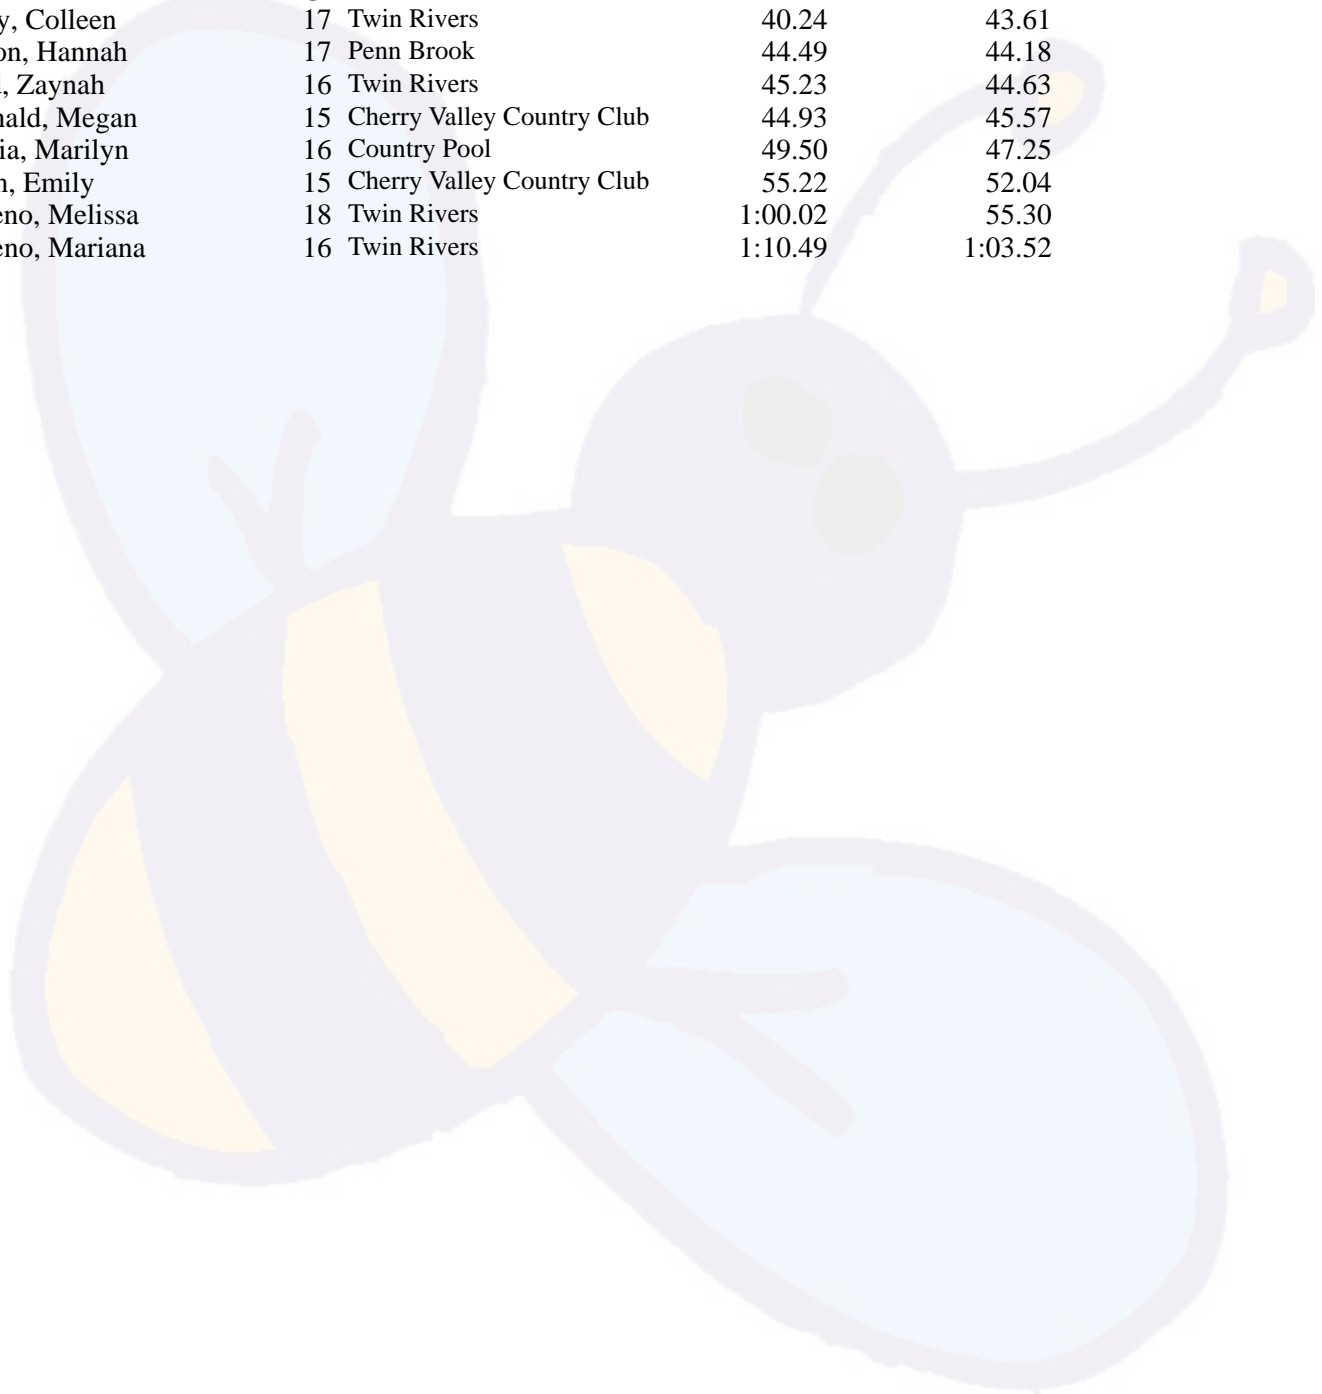 y, Colleen 17 Twin Rivers 40.24 43.61
on, Hannah 17 Penn Brook 44.49 44.18
, Zaynah 16 Twin Rivers 45.23 44.63
nald, Megan 15 Cherry Valley Country Club 44.93 45.57
ia, Marilyn 16 Country Pool 49.50 47.25
n, Emily 15 Cherry Valley Country Club 55.22 52.04
eno, Melissa 18 Twin Rivers 1:00.02 55.30
eno, Mariana 16 Twin Rivers 1:10.49 1:03.52